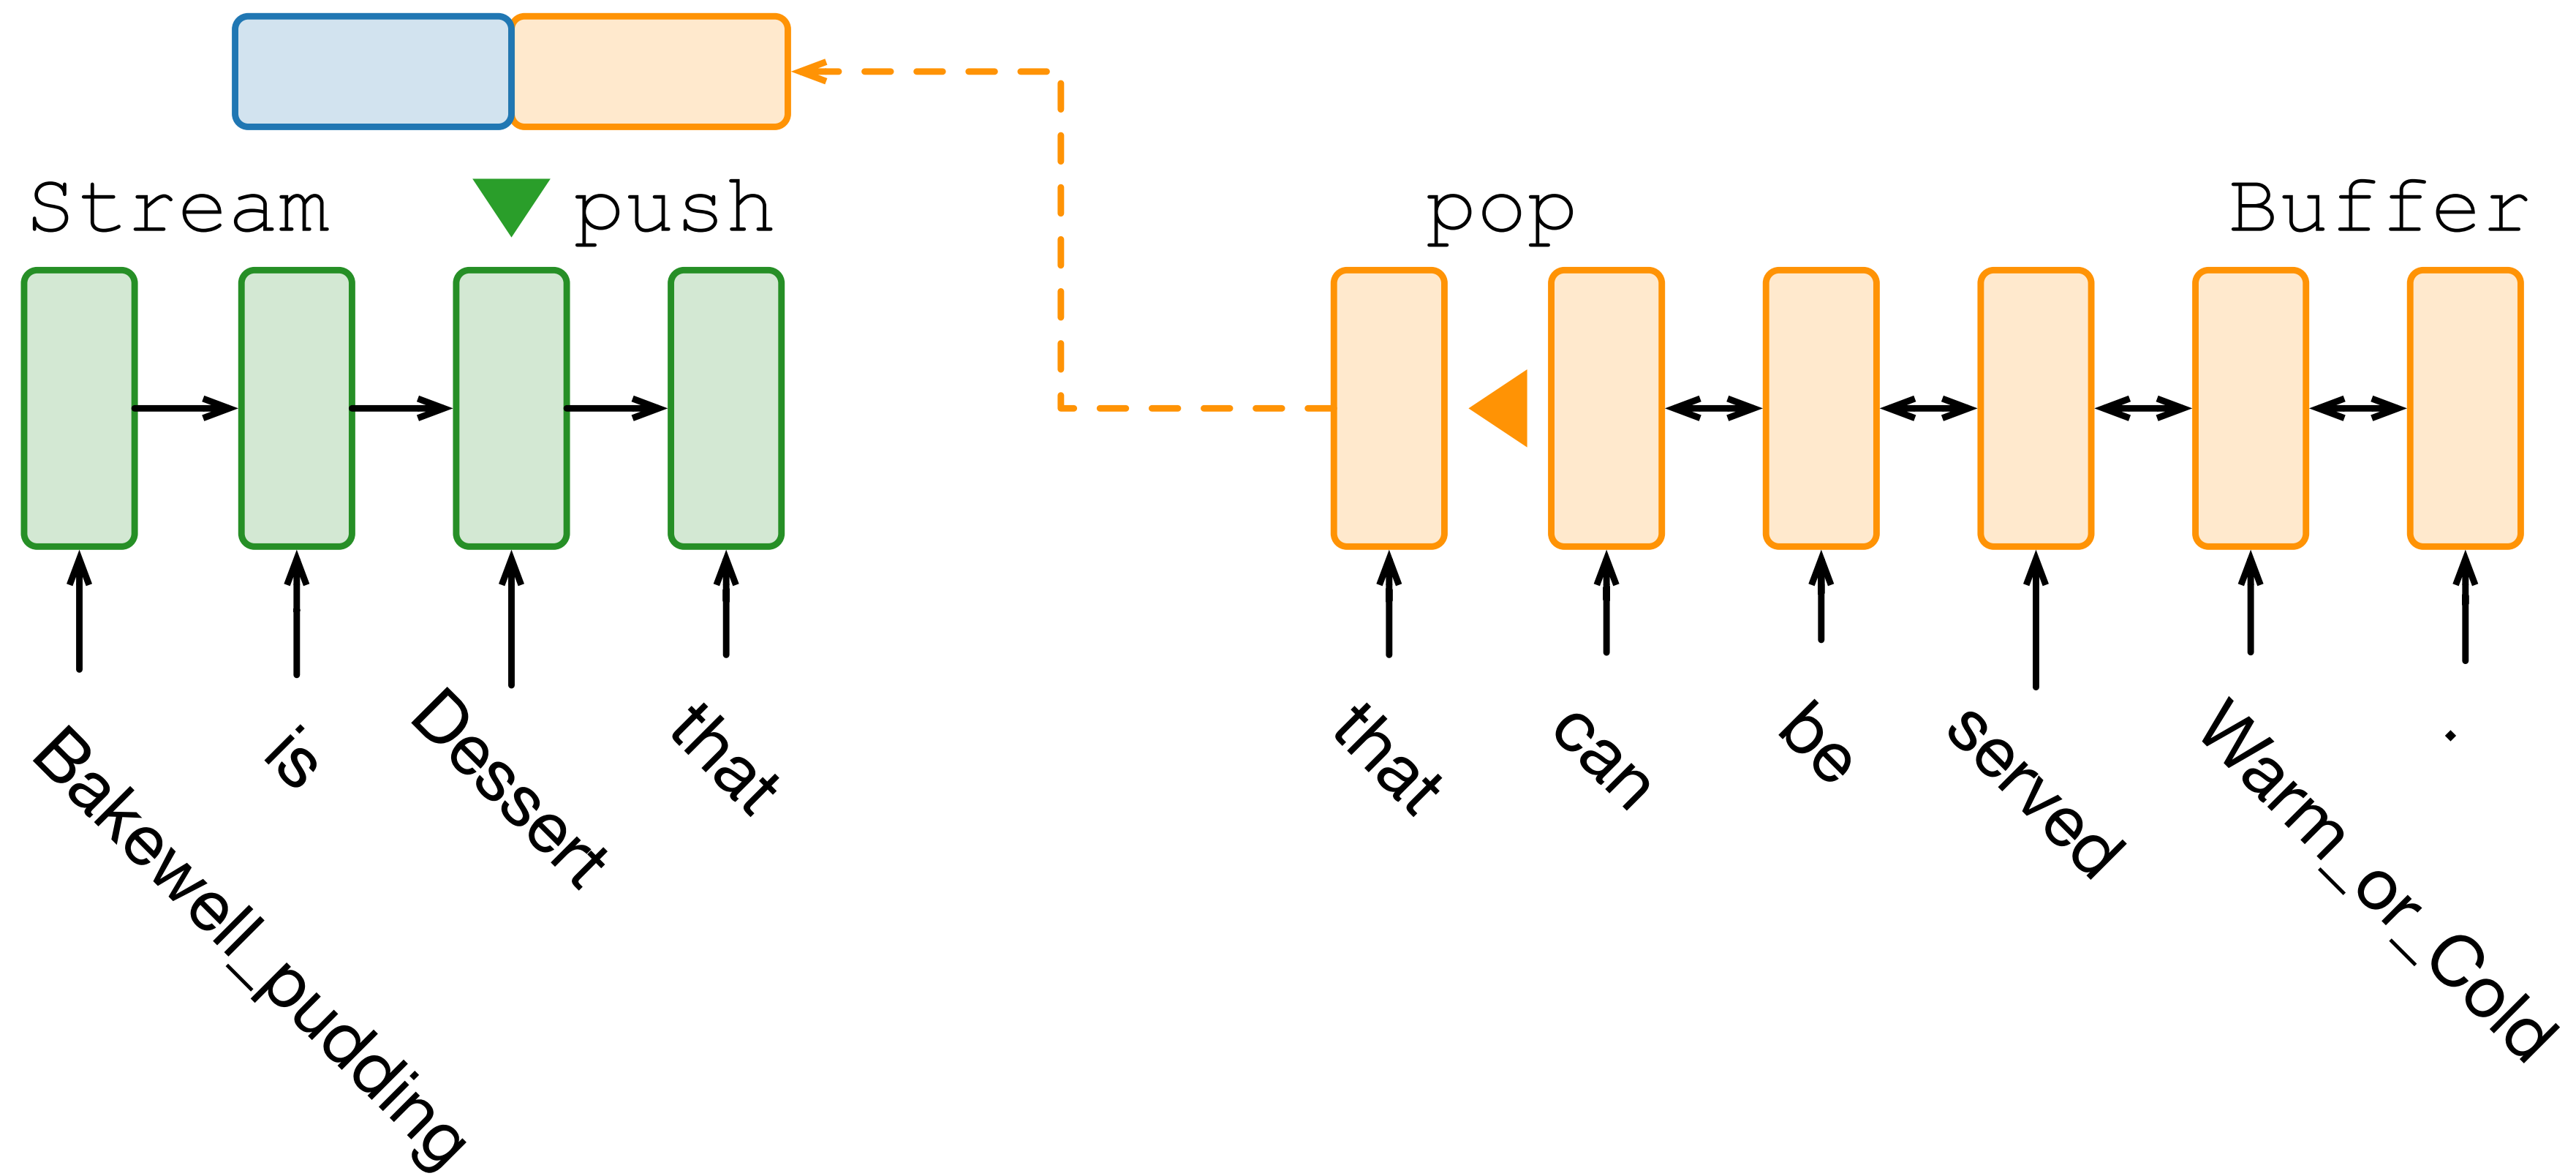 Stream push pop Buffer
Bakewell_pudding
is
Dessert
that
that
can
be
served
Warm_or_Cold
.